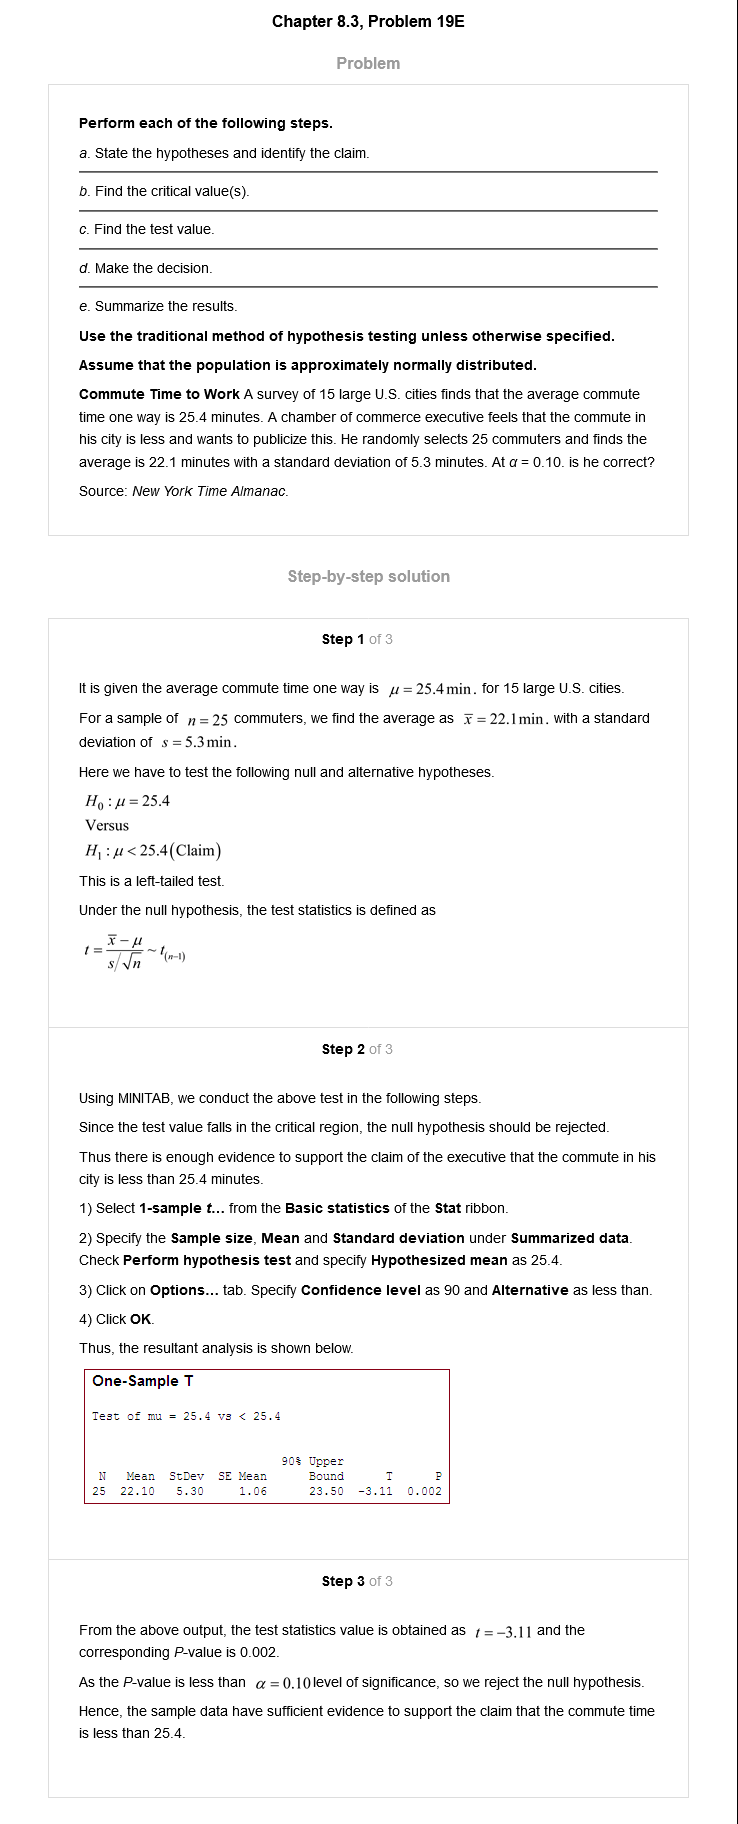 Chapter 8.3, Problem 19E
Problem
Perform each of the following steps.
a. State the hypotheses and identify the claim.
b. Find the critical value(s).
c. Find the test value.
d. Make the decision.
e. Summarize the results.
Use the traditional method of hypothesis testing unless otherwise specified.
Assume that the population is approximately normally distributed.
Commute Time to Work A survey of 15 large U.S. cities finds that the average commute
time one way is 25.4 minutes. A chamber of commerce executive feels that the commute in
his city is less and wants to publicize this. He randomly selects 25 commuters and finds the
average is 22.1 minutes with a standard deviation of 5.3 minutes. At α = 0.10. is he correct?
Source: New York Time Almanac.
Step-by-step solution
Step 1 of 3
It is given the average commute time one way is μ = 25.4 min. for 15 large U.S. cities.
For a sample of n = 25 commuters, we find the average as x̅ = 22.1 min. with a standard
deviation of s = 5.3 min.
Here we have to test the following null and alternative hypotheses.
H₀ : μ = 25.4
Versus
H₁ : μ < 25.4 (Claim)
This is a left-tailed test.
Under the null hypothesis, the test statistics is defined as
t = (x̅ − μ)/(s/√n) ~ t₍ₙ₋₁₎
Step 2 of 3
Using MINITAB, we conduct the above test in the following steps.
Since the test value falls in the critical region, the null hypothesis should be rejected.
Thus there is enough evidence to support the claim of the executive that the commute in his
city is less than 25.4 minutes.
1) Select 1-sample t... from the Basic statistics of the Stat ribbon.
2) Specify the Sample size, Mean and Standard deviation under Summarized data.
Check Perform hypothesis test and specify Hypothesized mean as 25.4.
3) Click on Options... tab. Specify Confidence level as 90 and Alternative as less than.
4) Click OK.
Thus, the resultant analysis is shown below.
One-Sample T
Test of mu = 25.4 vs < 25.4
90% Upper
N Mean StDev SE Mean Bound T P
25 22.10 5.30 1.06 23.50 -3.11 0.002
Step 3 of 3
From the above output, the test statistics value is obtained as t = −3.11 and the
corresponding P-value is 0.002.
As the P-value is less than α = 0.10 level of significance, so we reject the null hypothesis.
Hence, the sample data have sufficient evidence to support the claim that the commute time
is less than 25.4.